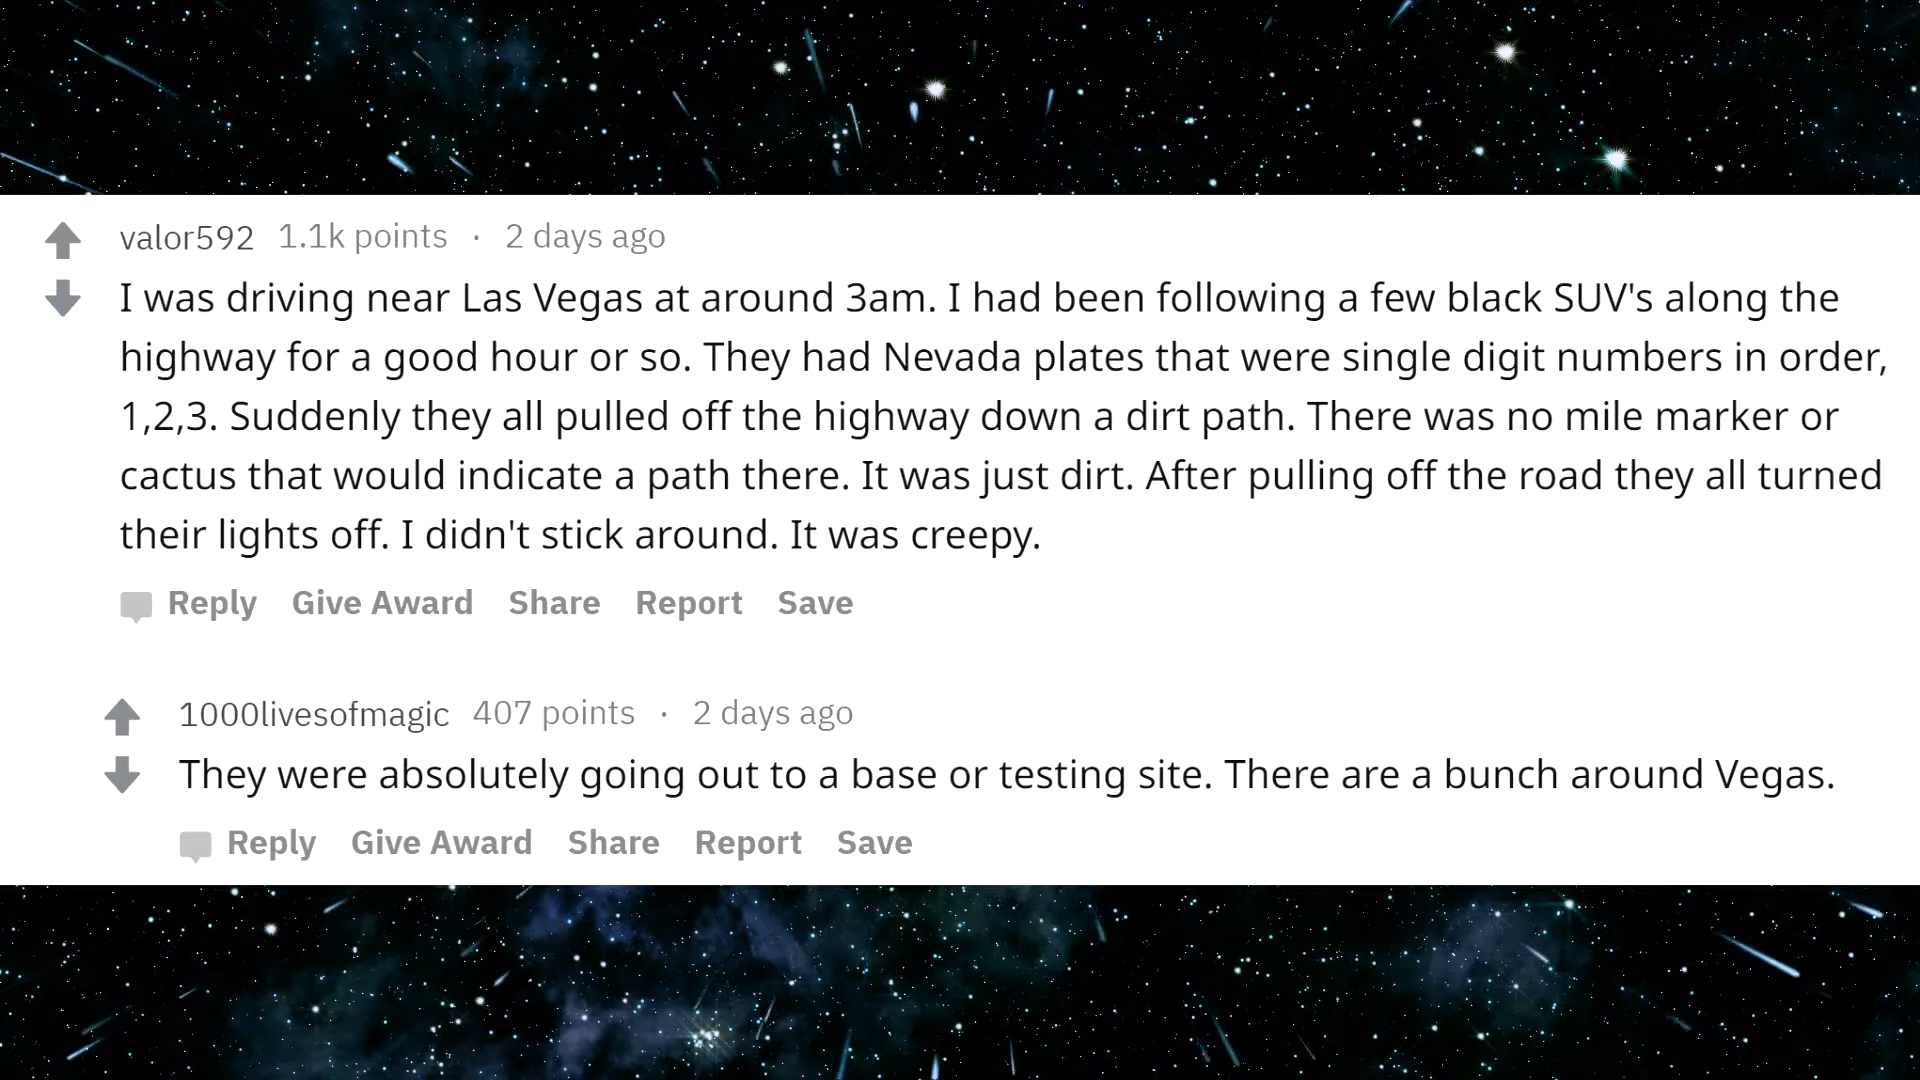 valor592 1.1k points · 2 days ago
I was driving near Las Vegas at around 3am. I had been following a few black SUV's along the
highway for a good hour or so. They had Nevada plates that were single digit numbers in order,
1,2,3. Suddenly they all pulled off the highway down a dirt path. There was no mile marker or
cactus that would indicate a path there. It was just dirt. After pulling off the road they all turned
their lights off. I didn't stick around. It was creepy.
Reply Give Award Share Report Save
1000livesofmagic 407 points · 2 days ago
They were absolutely going out to a base or testing site. There are a bunch around Vegas.
Reply Give Award Share Report Save